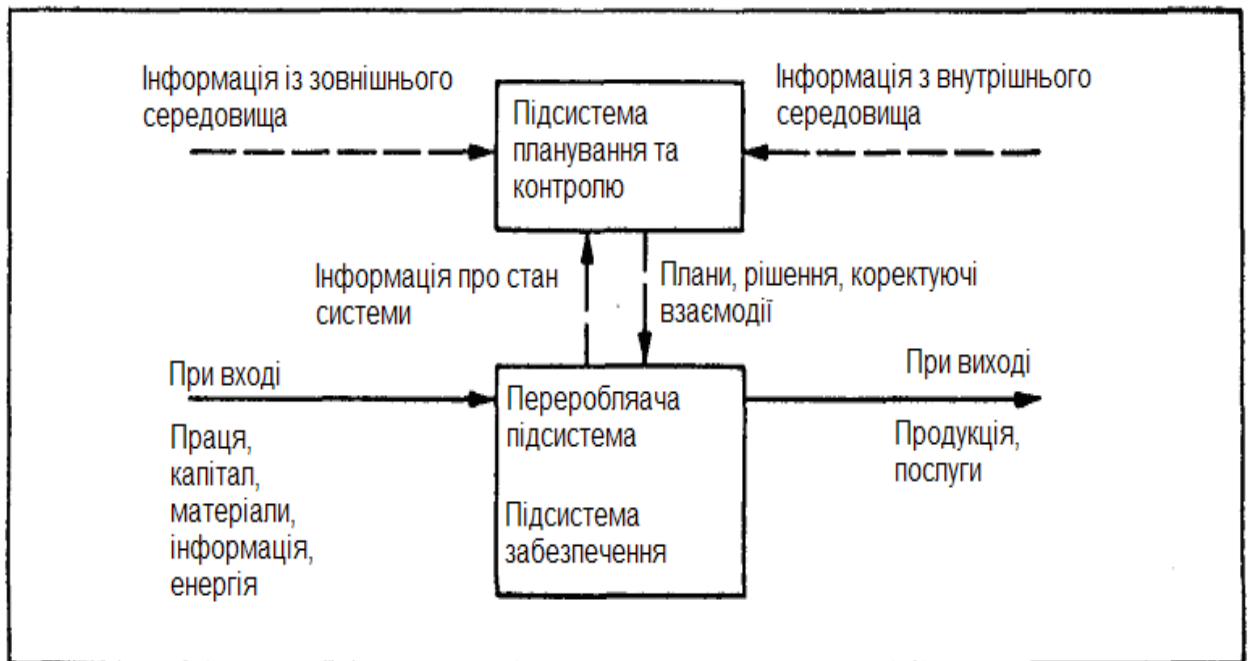 Інформація із зовнішнього
середовища
Підсистема
планування та
контролю
Інформація з внутрішнього
середовища
Інформація про стан
системи
Плани, рішення, коректуючі
взаємодії
При вході
Праця,
капітал,
матеріали,
інформація,
енергія
Переробляача
підсистема
Підсистема
забезпечення
При виході
Продукція,
послуги